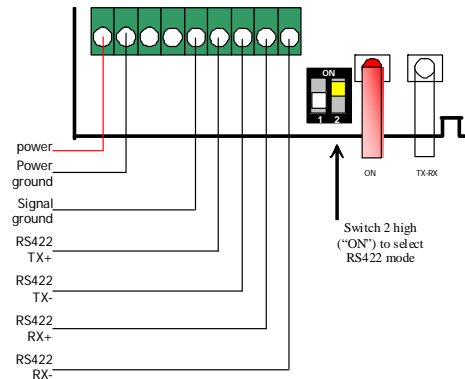 ON
1 2
power
Power
ground
Signal
ground
RS422
TX+
RS422
TX-
RS422
RX+
RS422
RX-
ON
TX-RX
Switch 2 high
("ON") to select
RS422 mode